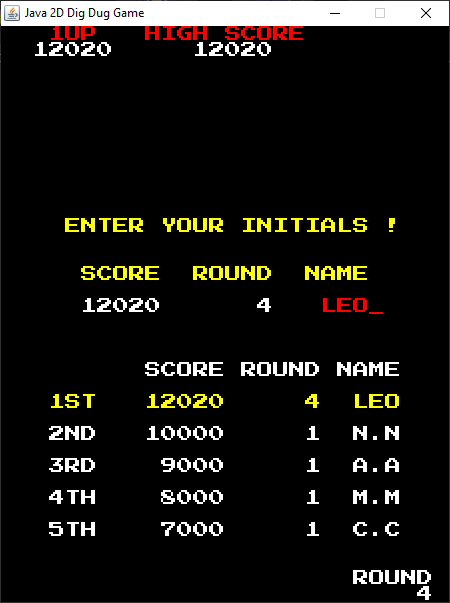 Java 2D Dig Dug Game
1UP HIGH SCORE
12020 12020
ENTER YOUR INITIALS !
SCORE ROUND NAME
12020 4 LEO_
SCORE ROUND NAME
1ST 12020 4 LEO
2ND 10000 1 N.N
3RD 9000 1 A.A
4TH 8000 1 M.M
5TH 7000 1 C.C
ROUND
4